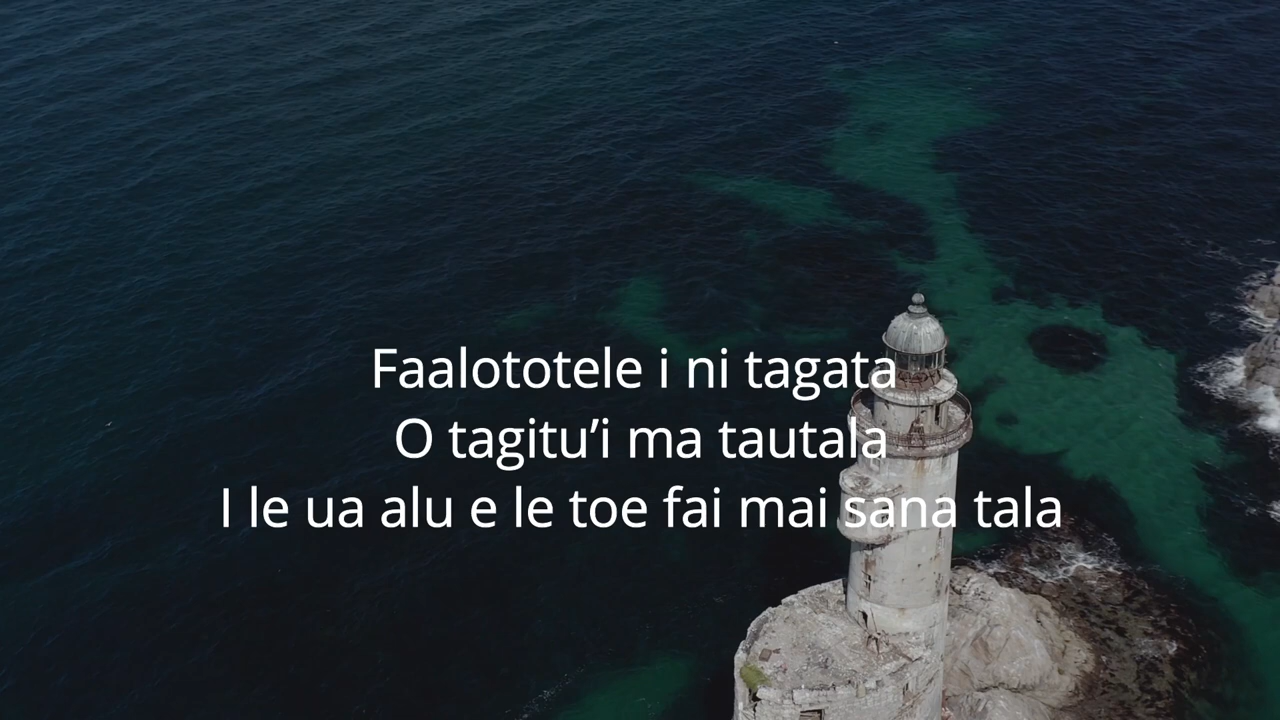 Faalototele i ni tagata
O tagitu’i ma tautala
I le ua alu e le toe fai mai sana tala